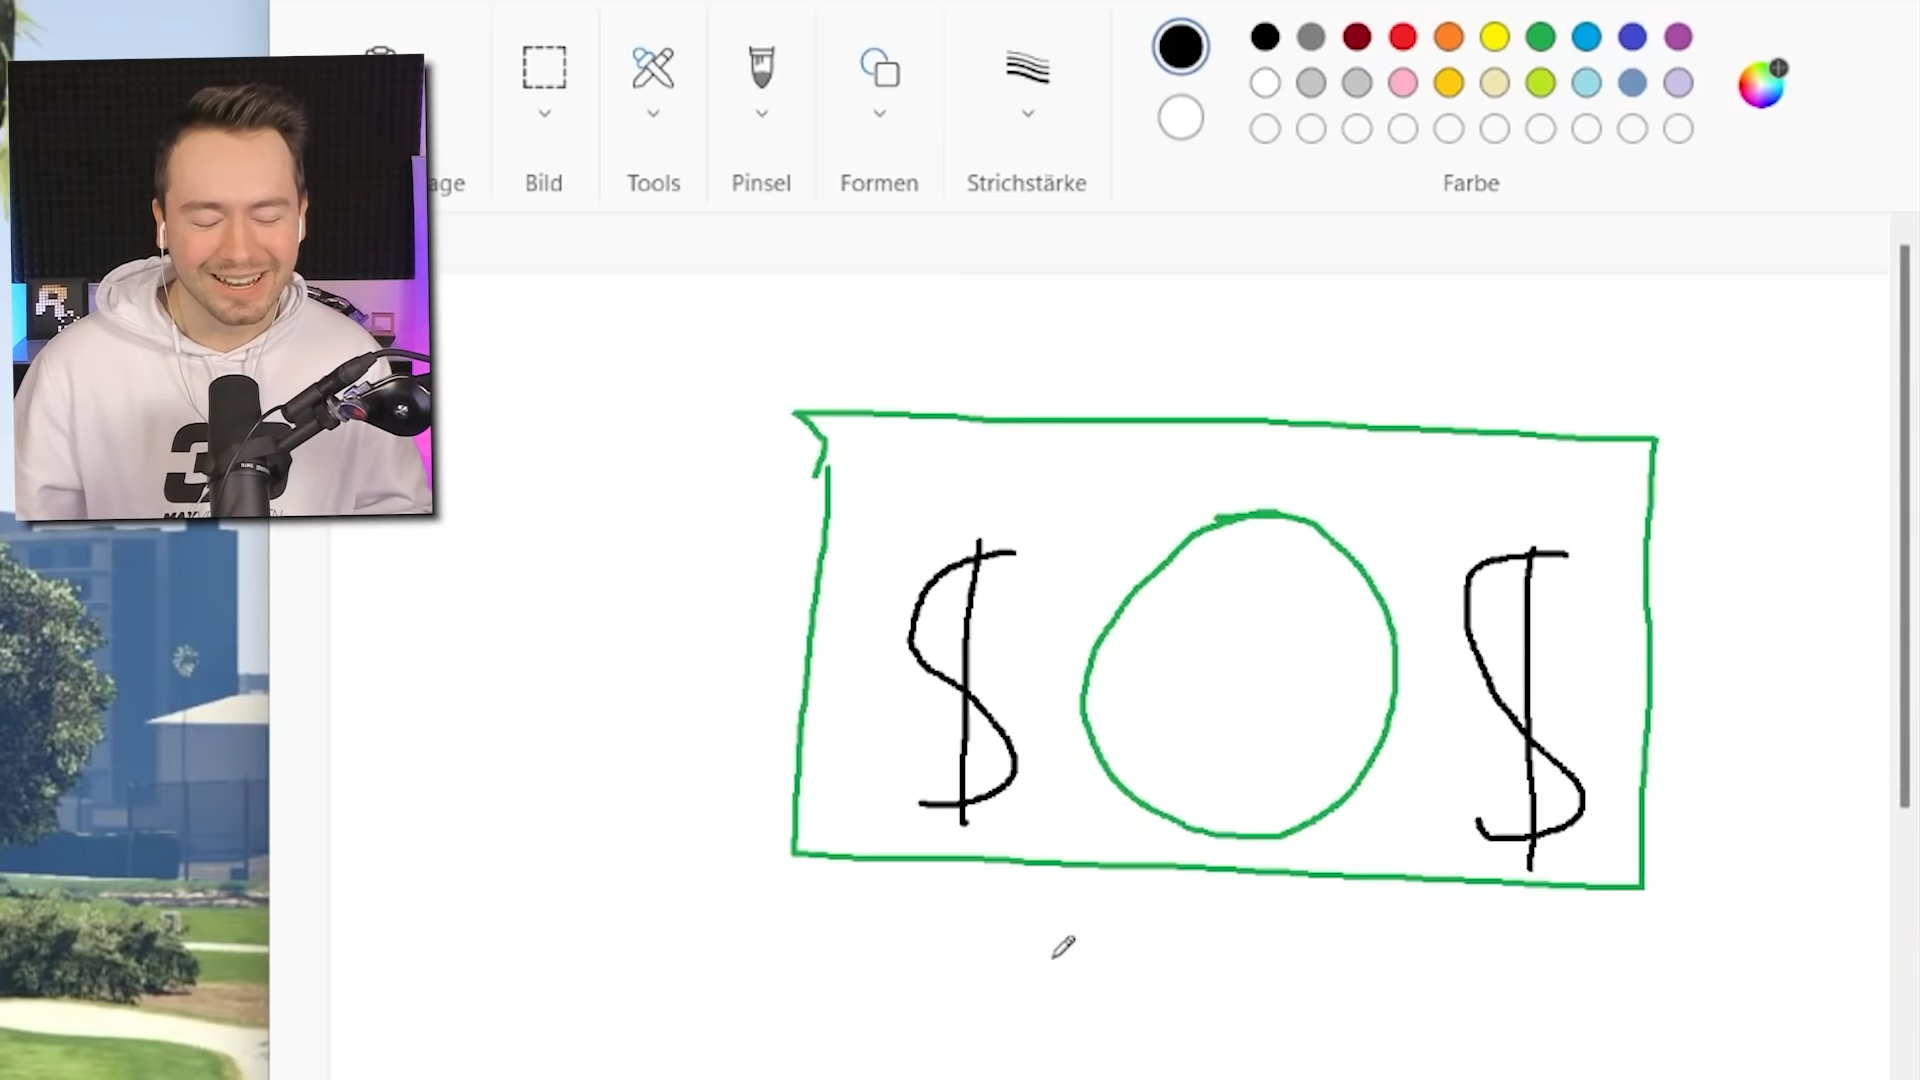 age
Bild
Tools
Pinsel
Formen
Strichstärke
Farbe
$ $